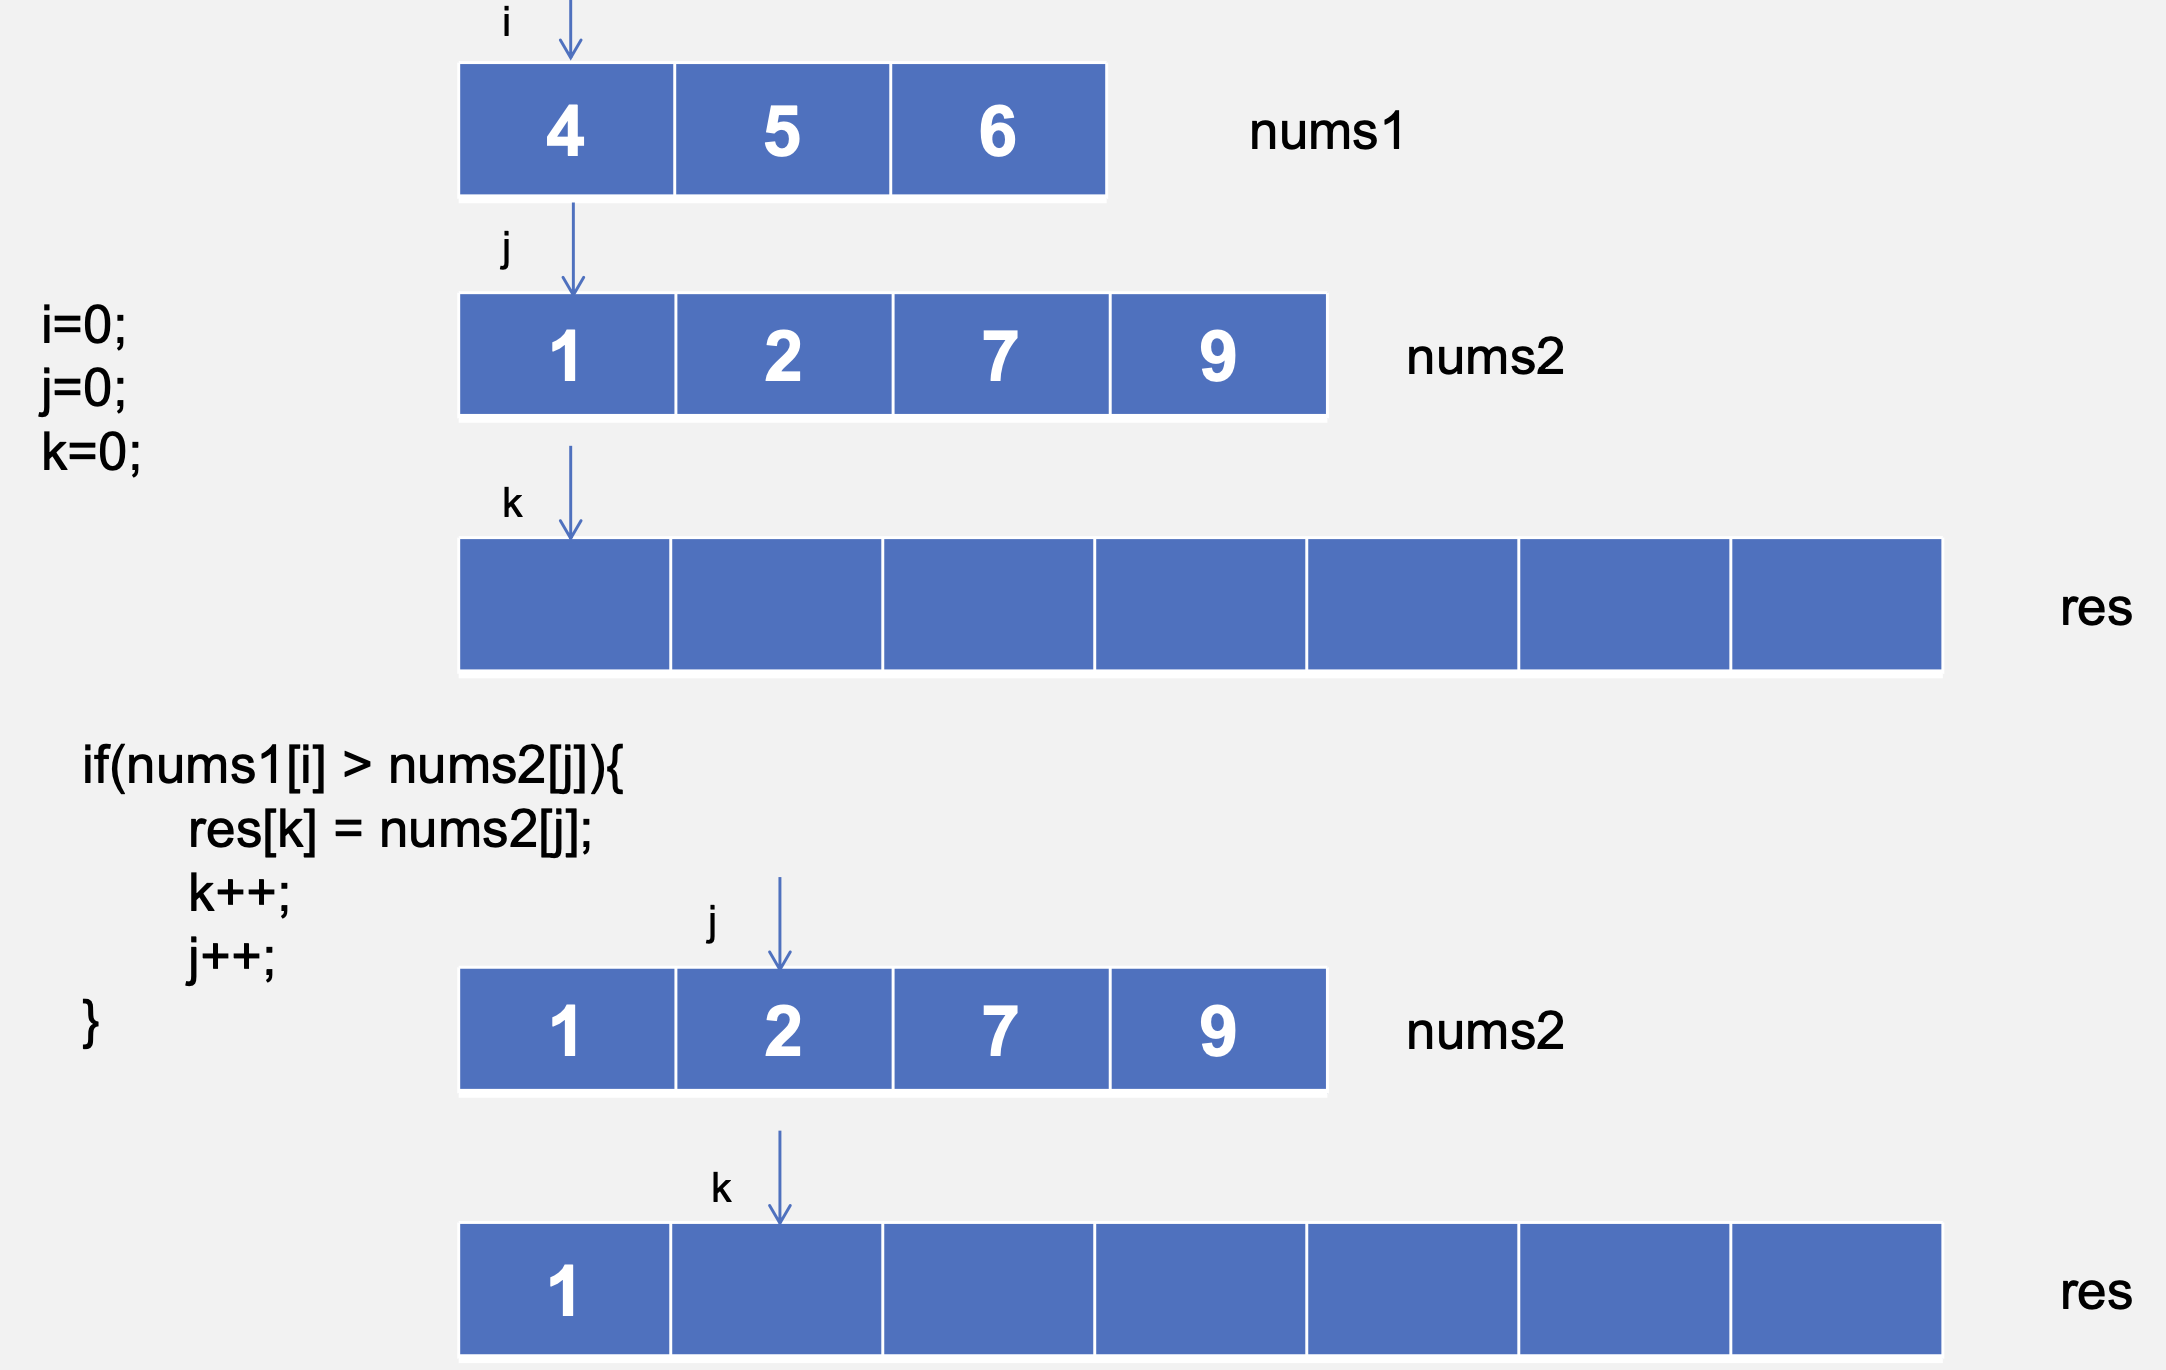 i
4 5 6 nums1
j
i=0;
j=0;
k=0;
1 2 7 9 nums2
k
res
if(nums1[i] > nums2[j]){
res[k] = nums2[j];
k++;
j++;
}
j
1 2 7 9 nums2
k
1 res